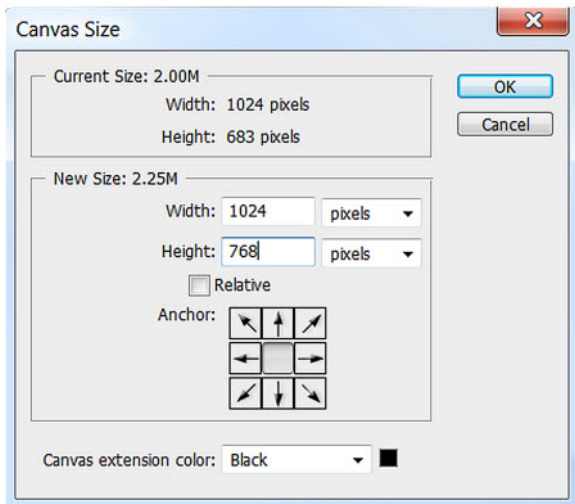 Canvas Size
Current Size: 2.00M
Width: 1024 pixels
Height: 683 pixels
OK
Cancel
New Size: 2.25M
Width: 1024 pixels
Height: 768 pixels
Relative
Anchor:
Canvas extension color: Black